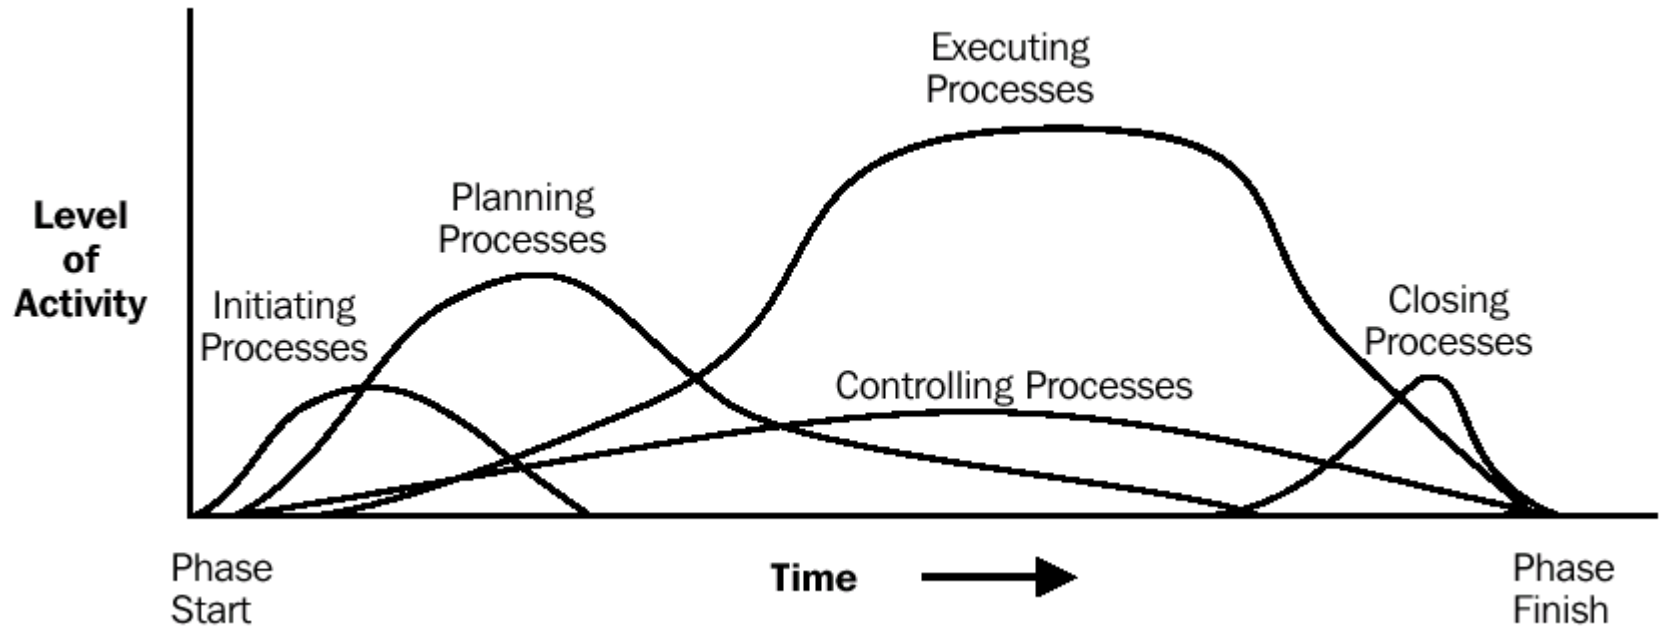 Executing
Processes
Planning
Processes
Level
of
Activity
Initiating
Processes
Closing
Processes
Controlling Processes
Phase
Start
Time
Phase
Finish